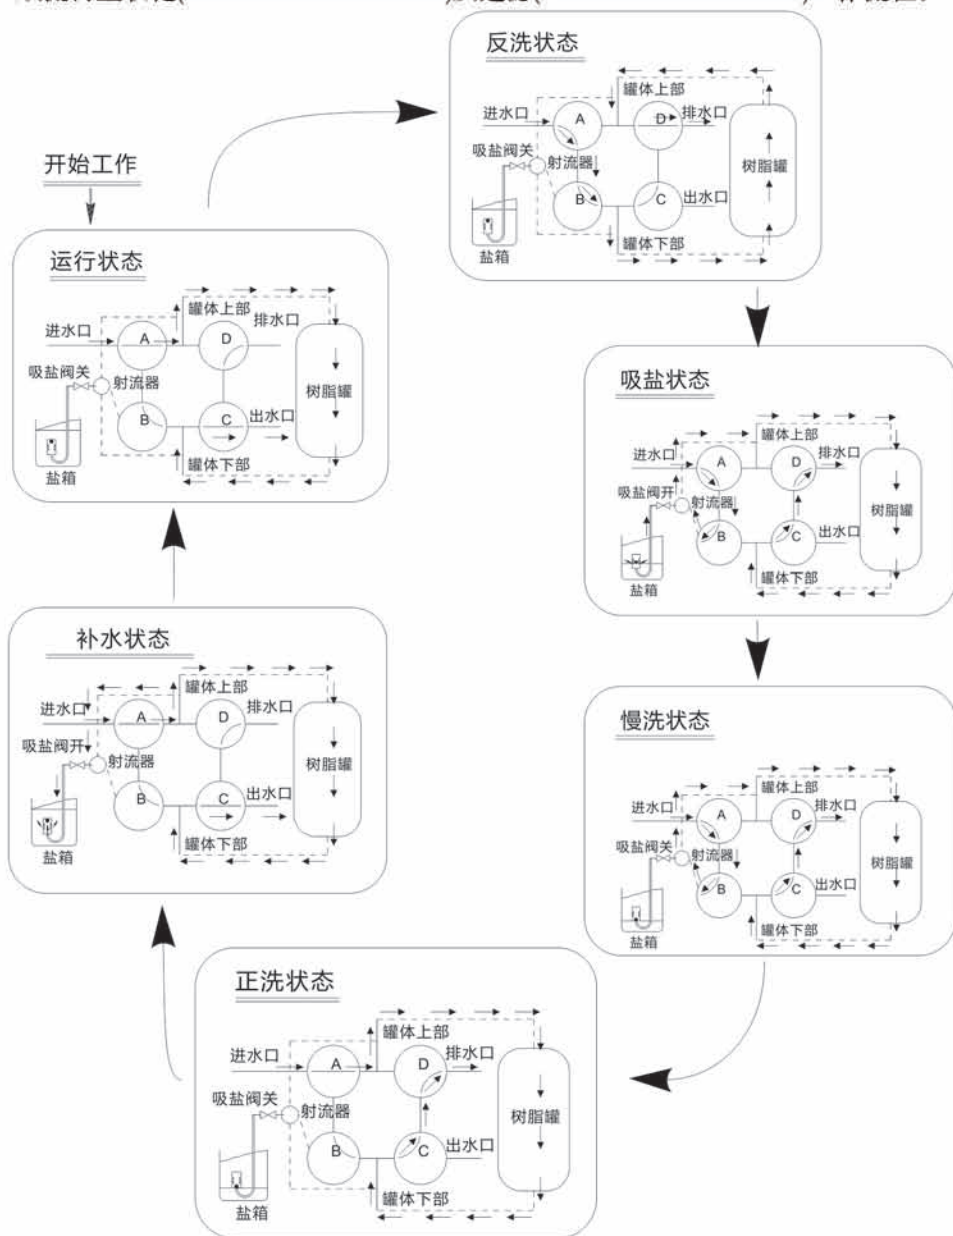 反洗状态
罐体上部
进水口
A
D
排水口
吸盐阀关
射流器
树脂罐
B
C
出水口
盐箱
罐体下部
开始工作
运行状态
罐体上部
进水口
A
D
排水口
吸盐阀关
射流器
树脂罐
B
C
出水口
盐箱
罐体下部
吸盐状态
罐体上部
进水口
A
D
排水口
吸盐阀开
射流器
树脂罐
B
C
出水口
盐箱
罐体下部
补水状态
罐体上部
进水口
A
D
排水口
吸盐阀开
射流器
树脂罐
B
C
出水口
盐箱
罐体下部
慢洗状态
罐体上部
进水口
A
D
排水口
吸盐阀关
射流器
树脂罐
B
C
出水口
盐箱
罐体下部
正洗状态
罐体上部
进水口
A
D
排水口
吸盐阀关
射流器
树脂罐
B
C
出水口
盐箱
罐体下部